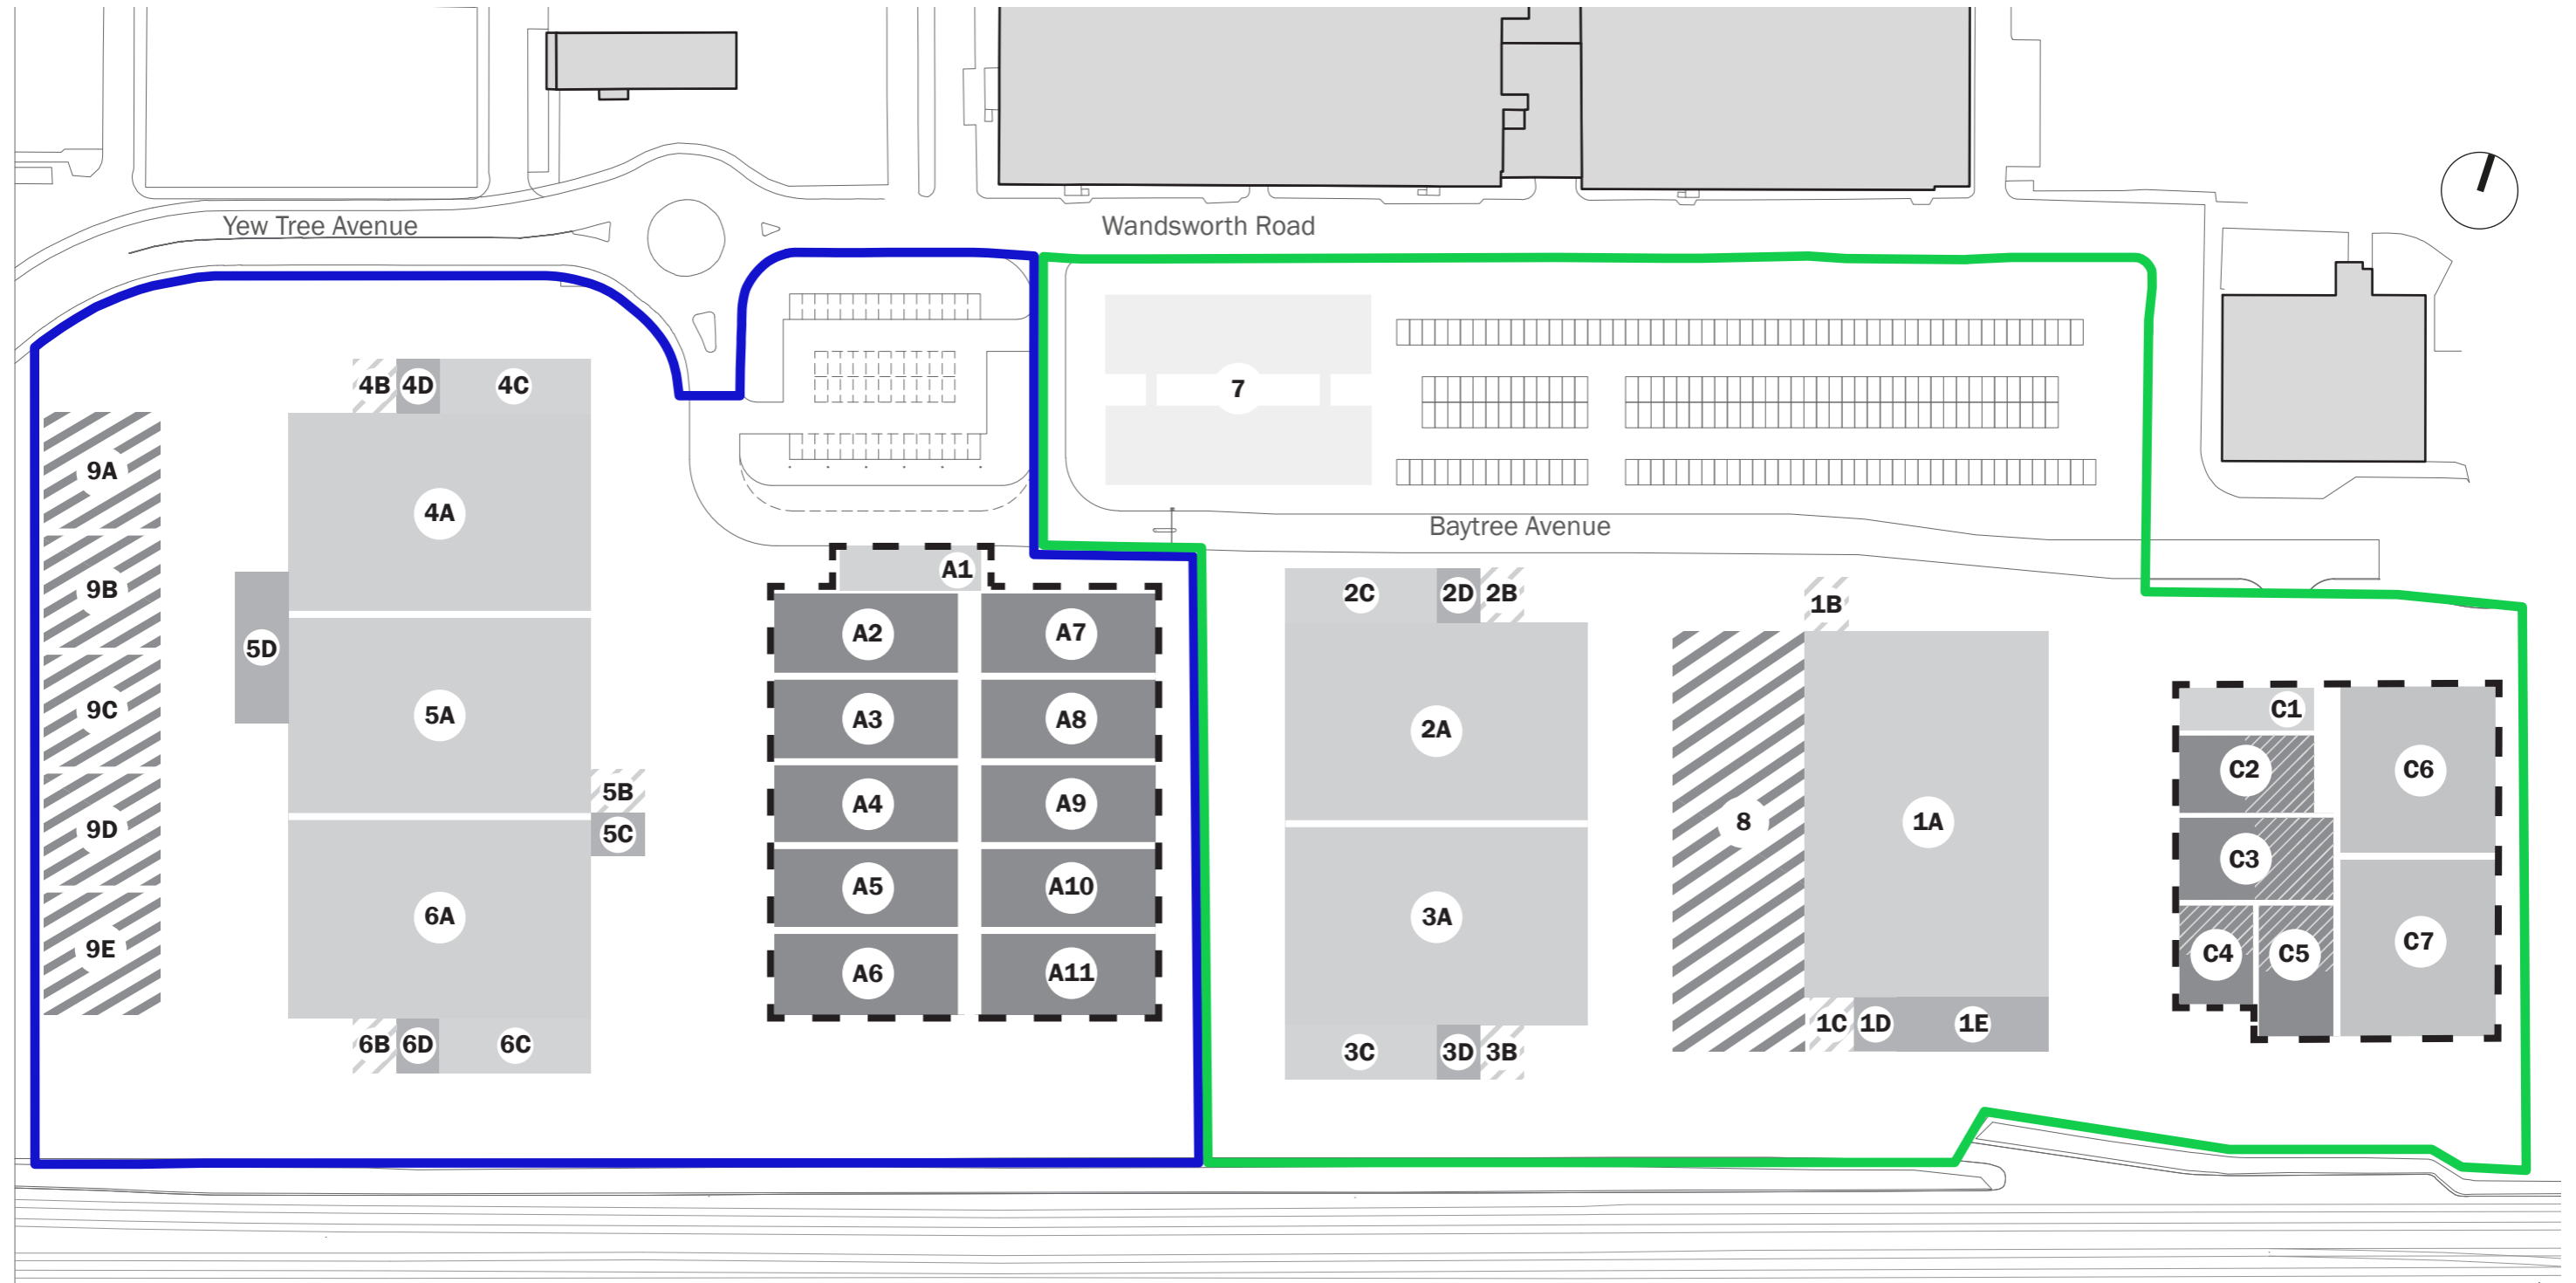 Yew Tree Avenue
Wandsworth Road
Baytree Avenue
4B
4D
4C
9A
4A
9B
5D
9C
5A
5B
9D
5C
6A
9E
6B
6D
6C
A1
A2
A7
A3
A8
A4
A9
A5
A10
A6
A11
7
2C
2D
2B
2A
3A
3C
3D
3B
1B
8
1A
1C
1D
1E
C1
C2
C6
C3
C4
C5
C7